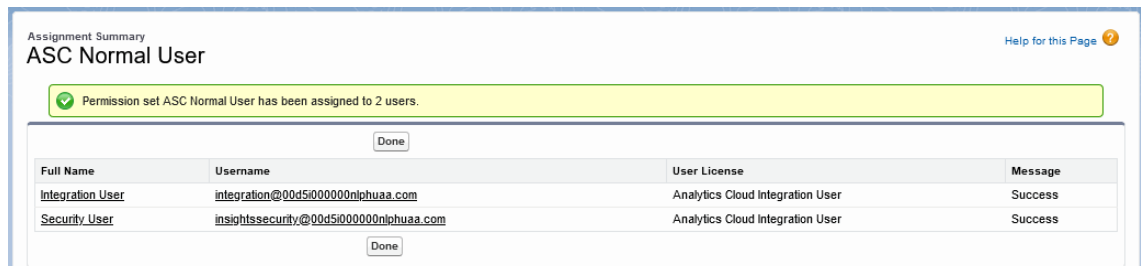 Assignment Summary
ASC Normal User
Help for this Page ?
Permission set ASC Normal User has been assigned to 2 users.
Done
Full Name Username User License Message
Integration User integration@00d5i000000nlphuaa.com Analytics Cloud Integration User Success
Security User insightssecurity@00d5i000000nlphuaa.com Analytics Cloud Integration User Success
Done